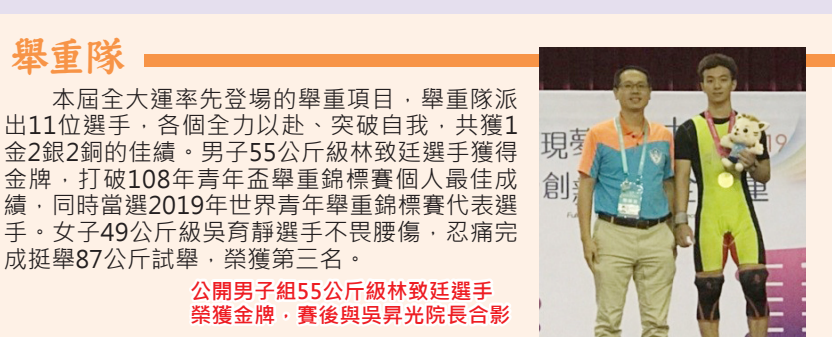 舉重隊
本屆全大運率先登場的舉重項目，舉重隊派
出11位選手，各個全力以赴、突破自我，共獲1
金2銀2銅的佳績。男子55公斤級林致廷選手獲得
金牌，打破108年青年盃舉重錦標賽個人最佳成
績，同時當選2019年世界青年舉重錦標賽代表選
手。女子49公斤級吳育靜選手不畏腰傷，忍痛完
成挺舉87公斤試舉，榮獲第三名。
公開男子組55公斤級林致廷選手
榮獲金牌，賽後與吳昇光院長合影
現
19
創
重